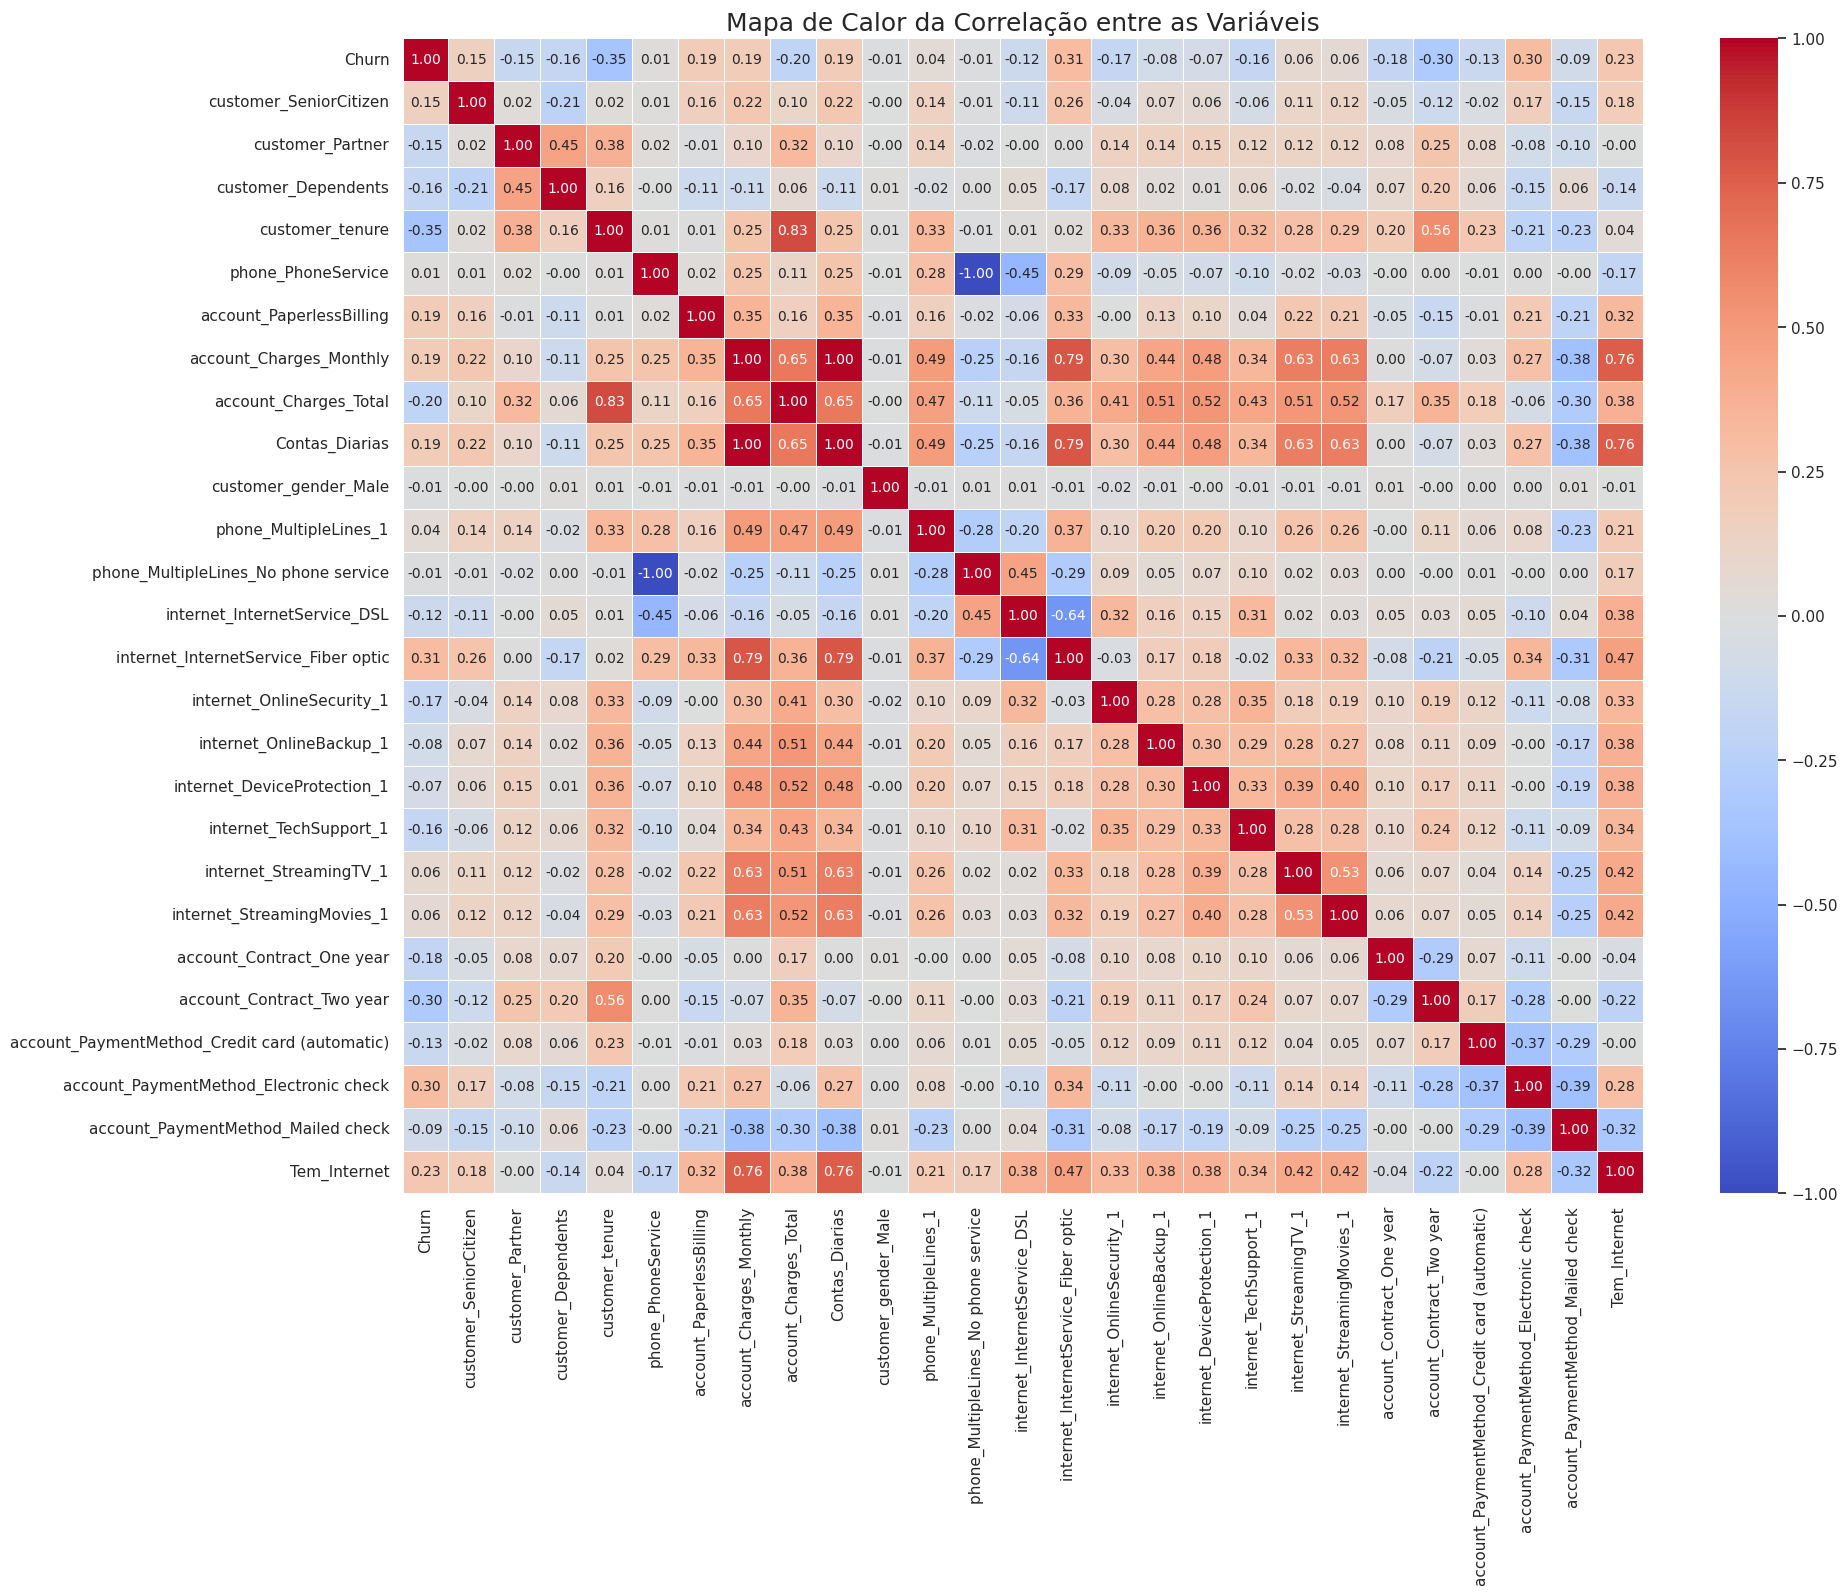 Mapa de Calor da Correlação entre as Variáveis
Churn 1.00 0.15 -0.15 -0.16 -0.35 0.01 0.19 0.19 -0.20 0.19 -0.01 0.04 -0.01 -0.12 0.31 -0.17 -0.08 -0.07 -0.16 0.06 0.06 -0.18 -0.30 -0.13 0.30 -0.09 0.23
customer_SeniorCitizen 0.15 1.00 0.02 -0.21 0.02 0.01 0.16 0.22 0.10 0.22 -0.00 0.14 -0.01 -0.11 0.26 -0.04 0.07 0.06 -0.06 0.11 0.12 -0.05 -0.12 -0.02 0.17 -0.15 0.18
customer_Partner -0.15 0.02 1.00 0.45 0.38 0.02 -0.01 0.10 0.32 0.10 -0.00 0.14 -0.02 -0.00 0.00 0.14 0.14 0.15 0.12 0.12 0.12 0.08 0.25 0.08 -0.08 -0.10 -0.00
customer_Dependents -0.16 -0.21 0.45 1.00 0.16 -0.00 -0.11 -0.11 0.06 -0.11 0.01 -0.02 0.00 0.05 -0.17 0.08 0.02 0.01 0.06 -0.02 -0.04 0.07 0.20 0.06 -0.15 0.06 -0.14
customer_tenure -0.35 0.02 0.38 0.16 1.00 0.01 0.01 0.25 0.83 0.25 0.01 0.33 -0.01 0.01 0.02 0.33 0.36 0.36 0.32 0.28 0.29 0.20 0.56 0.23 -0.21 -0.23 0.04
phone_PhoneService 0.01 0.01 0.02 -0.00 0.01 1.00 0.02 0.25 0.11 0.25 -0.01 0.28 -1.00 -0.45 0.29 -0.09 -0.05 -0.07 -0.10 -0.02 -0.03 -0.00 0.00 -0.01 0.00 -0.00 -0.17
account_PaperlessBilling 0.19 0.16 -0.01 -0.11 0.01 0.02 1.00 0.35 0.16 0.35 -0.01 0.16 -0.02 -0.06 0.33 -0.00 0.13 0.10 0.04 0.22 0.21 -0.05 -0.15 -0.01 0.21 -0.21 0.32
account_Charges_Monthly 0.19 0.22 0.10 -0.11 0.25 0.25 0.35 1.00 0.65 1.00 -0.01 0.49 -0.25 -0.16 0.79 0.30 0.44 0.48 0.34 0.63 0.63 0.00 -0.07 0.03 0.27 -0.38 0.76
account_Charges_Total -0.20 0.10 0.32 0.06 0.83 0.11 0.16 0.65 1.00 0.65 -0.00 0.47 -0.11 -0.05 0.36 0.41 0.51 0.52 0.43 0.51 0.52 0.17 0.35 0.18 -0.06 -0.30 0.38
Contas_Diarias 0.19 0.22 0.10 -0.11 0.25 0.25 0.35 1.00 0.65 1.00 -0.01 0.49 -0.25 -0.16 0.79 0.30 0.44 0.48 0.34 0.63 0.63 0.00 -0.07 0.03 0.27 -0.38 0.76
customer_gender_Male -0.01 -0.00 -0.00 0.01 0.01 -0.01 -0.01 -0.01 -0.00 -0.01 1.00 -0.01 0.01 0.01 -0.01 -0.02 -0.01 -0.00 -0.01 -0.01 -0.01 0.01 -0.00 0.00 0.00 0.01 -0.01
phone_MultipleLines_1 0.04 0.14 0.14 -0.02 0.33 0.28 0.16 0.49 0.47 0.49 -0.01 1.00 -0.28 -0.20 0.37 0.10 0.20 0.20 0.10 0.26 0.26 -0.00 0.11 0.06 0.08 -0.23 0.21
phone_MultipleLines_No phone service -0.01 -0.01 -0.02 0.00 -0.01 -1.00 -0.02 -0.25 -0.11 -0.25 0.01 -0.28 1.00 0.45 -0.29 0.09 0.05 0.07 0.10 0.02 0.03 0.00 -0.00 0.01 -0.00 0.00 0.17
internet_InternetService_DSL -0.12 -0.11 -0.00 0.05 0.01 -0.45 -0.06 -0.16 -0.05 -0.16 0.01 -0.20 0.45 1.00 -0.64 0.32 0.16 0.15 0.31 0.02 0.03 0.05 0.03 0.05 -0.10 0.04 0.38
internet_InternetService_Fiber optic 0.31 0.26 0.00 -0.17 0.02 0.29 0.33 0.79 0.36 0.79 -0.01 0.37 -0.29 -0.64 1.00 -0.03 0.17 0.18 -0.02 0.33 0.32 -0.08 -0.21 -0.05 0.34 -0.31 0.47
internet_OnlineSecurity_1 -0.17 -0.04 0.14 0.08 0.33 -0.09 -0.00 0.30 0.41 0.30 -0.02 0.10 0.09 0.32 -0.03 1.00 0.28 0.28 0.35 0.18 0.19 0.10 0.19 0.12 -0.11 -0.08 0.33
internet_OnlineBackup_1 -0.08 0.07 0.14 0.02 0.36 -0.05 0.13 0.44 0.51 0.44 -0.01 0.20 0.05 0.16 0.17 0.28 1.00 0.30 0.29 0.28 0.27 0.08 0.11 0.09 -0.00 -0.17 0.38
internet_DeviceProtection_1 -0.07 0.06 0.15 0.01 0.36 -0.07 0.10 0.48 0.52 0.48 -0.00 0.20 0.07 0.15 0.18 0.28 0.30 1.00 0.33 0.39 0.40 0.10 0.17 0.11 -0.00 -0.19 0.38
internet_TechSupport_1 -0.16 -0.06 0.12 0.06 0.32 -0.10 0.04 0.34 0.43 0.34 -0.01 0.10 0.10 0.31 -0.02 0.35 0.29 0.33 1.00 0.28 0.28 0.10 0.24 0.12 -0.11 -0.09 0.34
internet_StreamingTV_1 0.06 0.11 0.12 -0.02 0.28 -0.02 0.22 0.63 0.51 0.63 -0.01 0.26 0.02 0.02 0.33 0.18 0.28 0.39 0.28 1.00 0.53 0.06 0.07 0.04 0.14 -0.25 0.42
internet_StreamingMovies_1 0.06 0.12 0.12 -0.04 0.29 -0.03 0.21 0.63 0.52 0.63 -0.01 0.26 0.03 0.03 0.32 0.19 0.27 0.40 0.28 0.53 1.00 0.06 0.07 0.05 0.14 -0.25 0.42
account_Contract_One year -0.18 -0.05 0.08 0.07 0.20 -0.00 -0.05 0.00 0.17 0.00 0.01 -0.00 0.00 0.05 -0.08 0.10 0.08 0.10 0.10 0.06 0.06 1.00 -0.29 0.07 -0.11 -0.00 -0.04
account_Contract_Two year -0.30 -0.12 0.25 0.20 0.56 0.00 -0.15 -0.07 0.35 -0.07 -0.00 0.11 -0.00 0.03 -0.21 0.19 0.11 0.17 0.24 0.07 0.07 -0.29 1.00 0.17 -0.28 -0.00 -0.22
account_PaymentMethod_Credit card (automatic) -0.13 -0.02 0.08 0.06 0.23 -0.01 -0.01 0.03 0.18 0.03 0.00 0.06 0.01 0.05 -0.05 0.12 0.09 0.11 0.12 0.04 0.05 0.07 0.17 1.00 -0.37 -0.29 -0.00
account_PaymentMethod_Electronic check 0.30 0.17 -0.08 -0.15 -0.21 0.00 0.21 0.27 -0.06 0.27 0.00 0.08 -0.00 -0.10 0.34 -0.11 -0.00 -0.00 -0.11 0.14 0.14 -0.11 -0.28 -0.37 1.00 -0.39 0.28
account_PaymentMethod_Mailed check -0.09 -0.15 -0.10 0.06 -0.23 -0.00 -0.21 -0.38 -0.30 -0.38 0.01 -0.23 0.00 0.04 -0.31 -0.08 -0.17 -0.19 -0.09 -0.25 -0.25 -0.00 -0.00 -0.29 -0.39 1.00 -0.32
Tem_Internet 0.23 0.18 -0.00 -0.14 0.04 -0.17 0.32 0.76 0.38 0.76 -0.01 0.21 0.17 0.38 0.47 0.33 0.38 0.38 0.34 0.42 0.42 -0.04 -0.22 -0.00 0.28 -0.32 1.00
Churn
customer_SeniorCitizen
customer_Partner
customer_Dependents
customer_tenure
phone_PhoneService
account_PaperlessBilling
account_Charges_Monthly
account_Charges_Total
Contas_Diarias
customer_gender_Male
phone_MultipleLines_1
phone_MultipleLines_No phone service
internet_InternetService_DSL
internet_InternetService_Fiber optic
internet_OnlineSecurity_1
internet_OnlineBackup_1
internet_DeviceProtection_1
internet_TechSupport_1
internet_StreamingTV_1
internet_StreamingMovies_1
account_Contract_One year
account_Contract_Two year
account_PaymentMethod_Credit card (automatic)
account_PaymentMethod_Electronic check
account_PaymentMethod_Mailed check
Tem_Internet
1.00
0.75
0.50
0.25
0.00
−0.25
−0.50
−0.75
−1.00